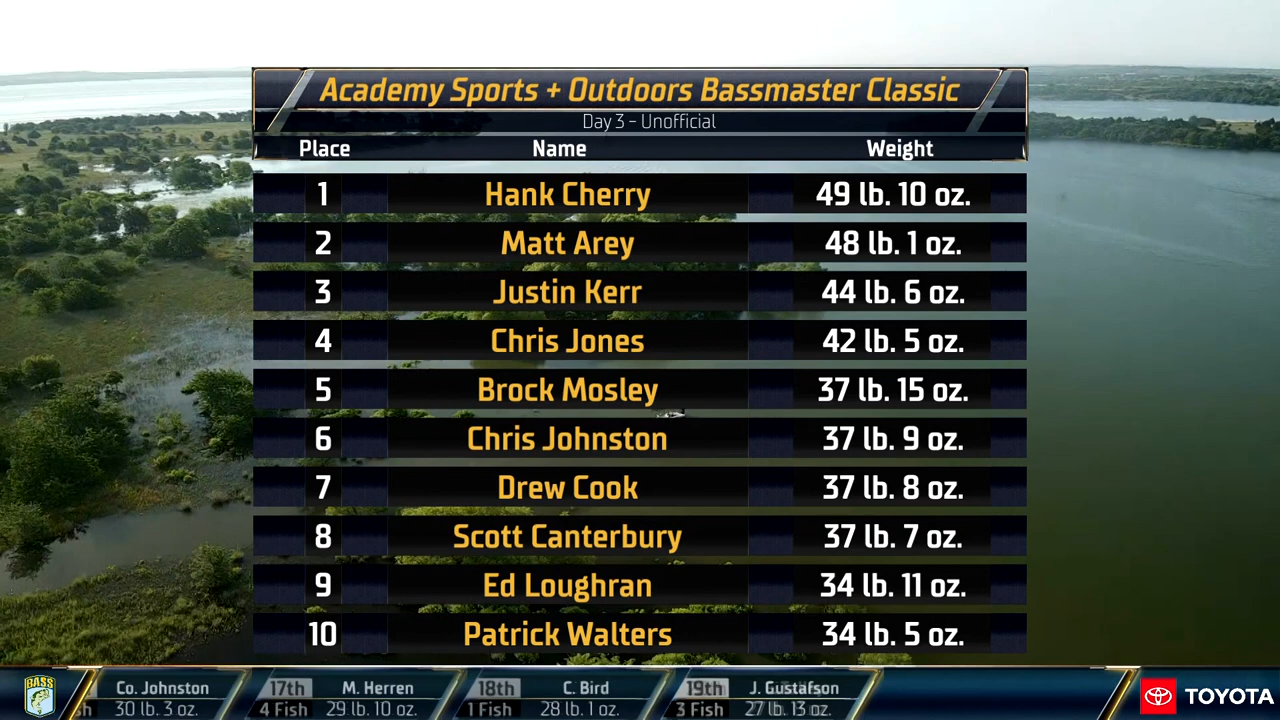 Academy Sports + Outdoors Bassmaster Classic
Day 3 - Unofficial
Place Name Weight
1 Hank Cherry 49 lb. 10 oz.
2 Matt Arey 48 lb. 1 oz.
3 Justin Kerr 44 lb. 6 oz.
4 Chris Jones 42 lb. 5 oz.
5 Brock Mosley 37 lb. 15 oz.
6 Chris Johnston 37 lb. 9 oz.
7 Drew Cook 37 lb. 8 oz.
8 Scott Canterbury 37 lb. 7 oz.
9 Ed Loughran 34 lb. 11 oz.
10 Patrick Walters 34 lb. 5 oz.
BASS Co. Johnston 17th M. Herren 18th C. Bird 19th J. Gustafson TOYOTA
30 lb. 3 oz. 4 Fish 29 lb. 10 oz. 1 Fish 28 lb. 1 oz. 3 Fish 27 lb. 13 oz.